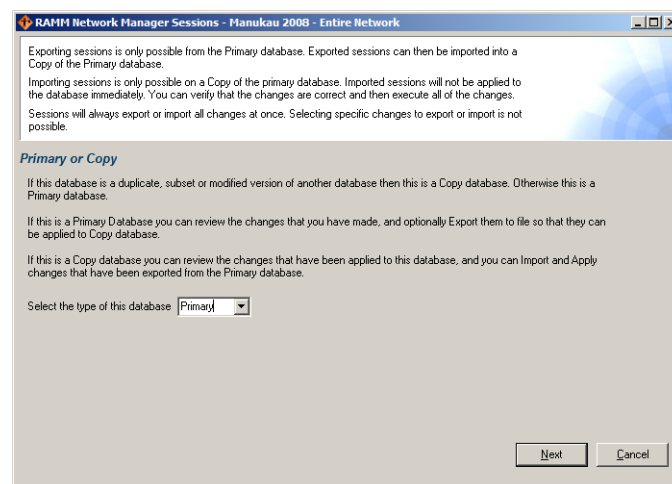 RAMM Network Manager Sessions - Manukau 2008 - Entire Network
Exporting sessions is only possible from the Primary database. Exported sessions can then be imported into a
Copy of the Primary database.
Importing sessions is only possible on a Copy of the primary database. Imported sessions will not be applied to
the database immediately. You can verify that the changes are correct and then execute all of the changes.
Sessions will always export or import all changes at once. Selecting specific changes to export or import is not
possible.
Primary or Copy
If this database is a duplicate, subset or modified version of another database then this is a Copy database. Otherwise this is a
Primary database.
If this is a Primary Database you can review the changes that you have made, and optionally Export them to file so that they can
be applied to Copy database.
If this is a Copy database you can review the changes that have been applied to this database, and you can Import and Apply
changes that have been exported from the Primary database.
Select the type of this database Primary
Next Cancel